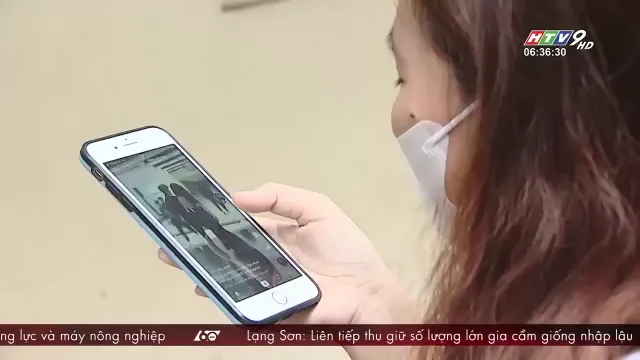 HTV9 HD
06:36:30
ng lực và máy nông nghiệp
Lạng Sơn: Liên tiếp thu giữ số lượng lớn gia cầm giống nhập lậu